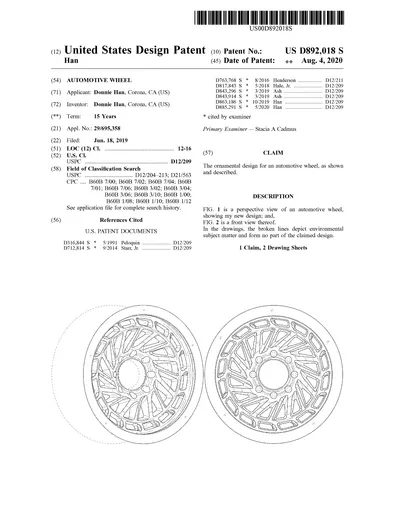 US00D892018S
(12) United States Design Patent
(10) Patent No.: US D892,018 S
Han
(45) Date of Patent: ** Aug. 4, 2020
(54) AUTOMOTIVE WHEEL
(71) Applicant: Donnie Han, Corona, CA (US)
(72) Inventor: Donnie Han, Corona, CA (US)
(**) Term: 15 Years
(21) Appl. No.: 29/695,358
(22) Filed: Jun. 18, 2019
(51) LOC (12) Cl. 12-16
(52) U.S. Cl.
USPC D12/209
(58) Field of Classification Search
USPC D12/204–213; D21/563
CPC B60B 7/00; B60B 7/02; B60B 7/04; B60B
7/01; B60B 7/06; B60B 3/02; B60B 3/04;
B60B 3/06; B60B 3/10; B60B 1/00;
B60B 1/08; B60B 1/10; B60B 1/12
See application file for complete search history.
(56) References Cited
U.S. PATENT DOCUMENTS
D316,844 S * 5/1991 Peloquin D12/209
D712,814 S * 9/2014 Starr, Jr. D12/209
D763,768 S * 8/2016 Henderson D12/211
D817,843 S * 5/2018 Hale, Jr. D12/209
D843,296 S * 3/2019 Ash D12/209
D843,914 S * 3/2019 Ash D12/209
D863,186 S * 10/2019 Han D12/209
D885,291 S * 5/2020 Han D12/209
* cited by examiner
Primary Examiner — Stacia A Cadmus
(57) CLAIM
The ornamental design for an automotive wheel, as shown
and described.
DESCRIPTION
FIG. 1 is a perspective view of an automotive wheel,
showing my new design; and,
FIG. 2 is a front view thereof.
In the drawings, the broken lines depict environmental
subject matter and form no part of the claimed design.
1 Claim, 2 Drawing Sheets